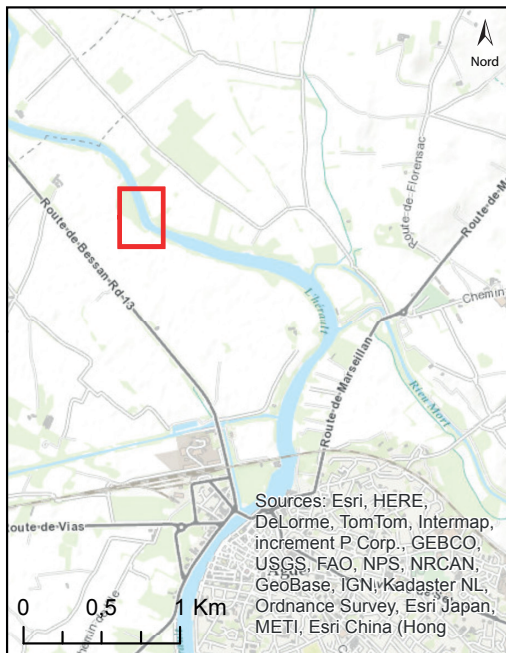 Nord
Route de Florensac
Route-de-M
Route-de-Bessan-Rd-13
L'hérault
Chemin
Route-de-Marseillan
Rieu Mort
oute-de-Vias
Sources: Esri, HERE,
DeLorme, TomTom, Intermap,
increment P Corp., GEBCO,
USGS, FAO, NPS, NRCAN,
GeoBase, IGN, Kadaster NL,
Ordnance Survey, Esri Japan,
METI, Esri China (Hong
0 0,5 1 Km